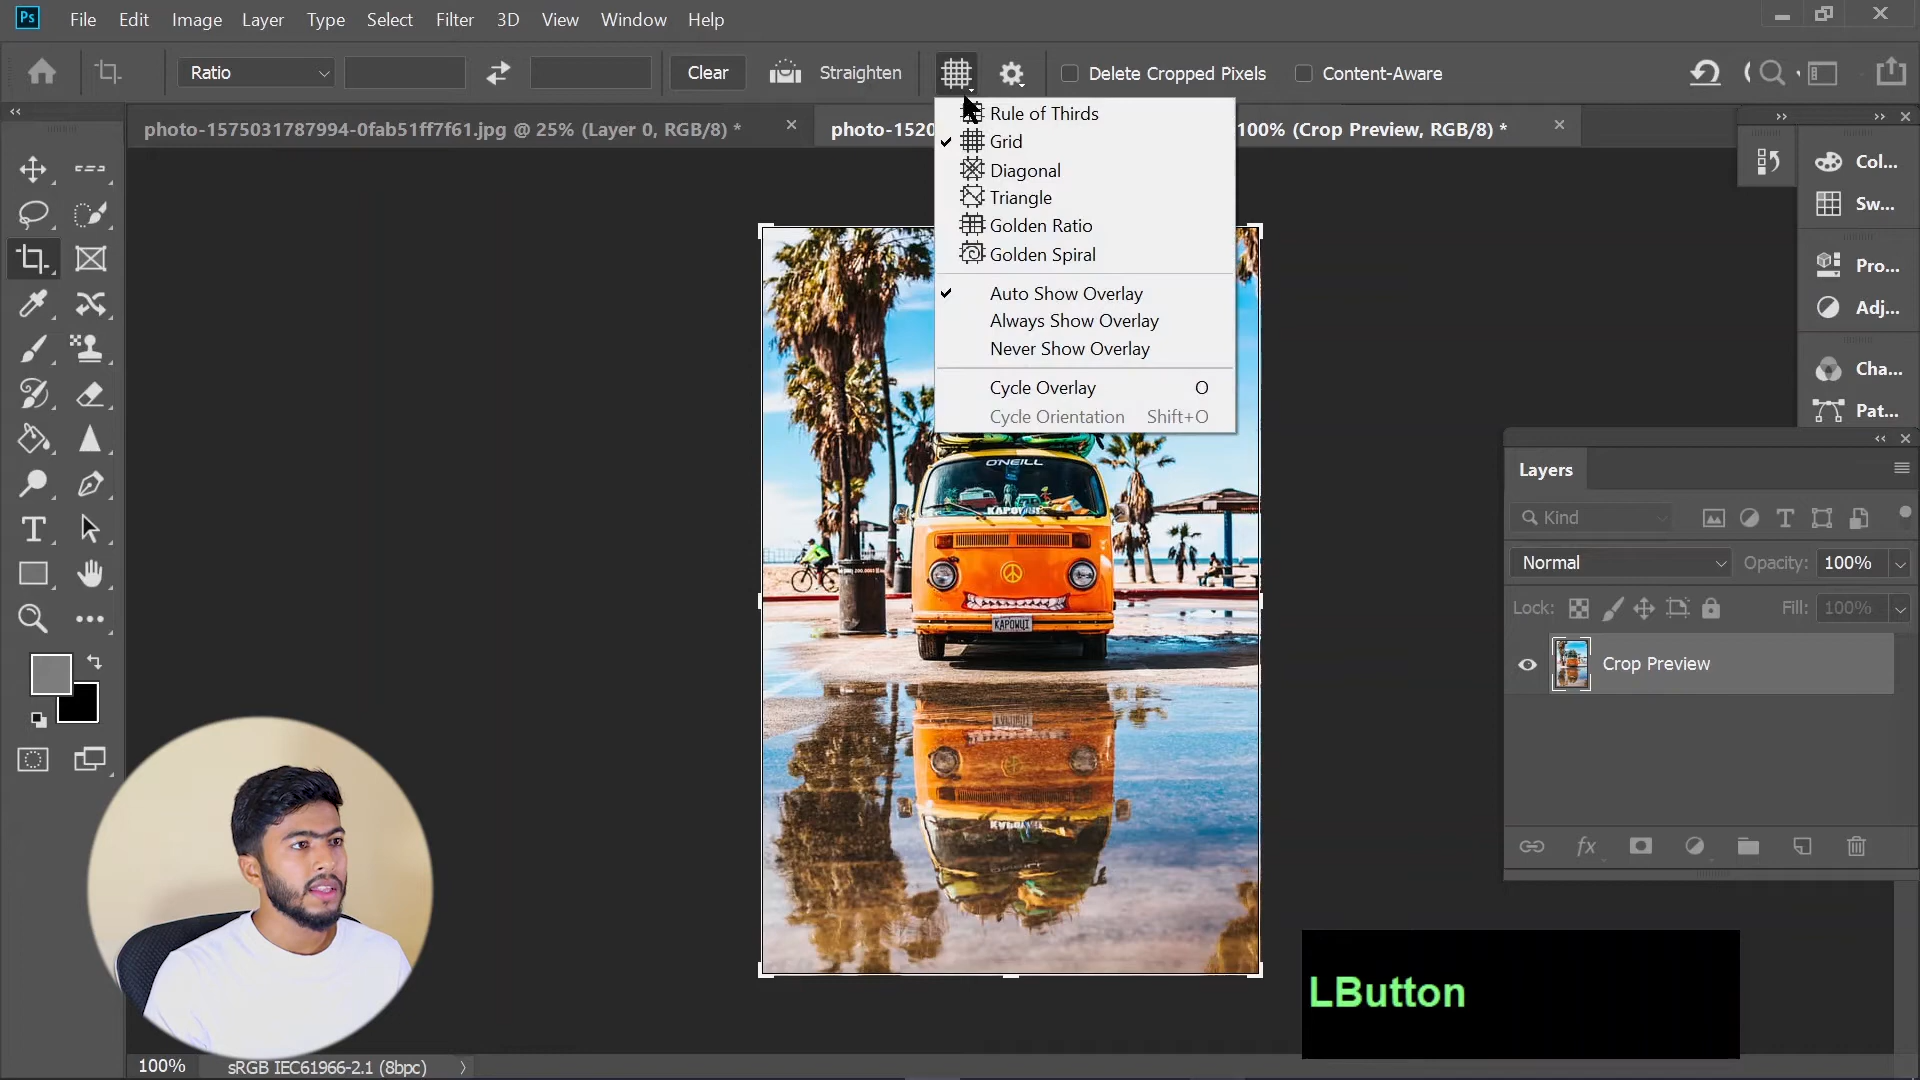 Ps File Edit Image Layer Type Select Filter 3D View Window Help
Ratio Clear Straighten Delete Cropped Pixels Content-Aware
photo-1575031787994-0fab51ff7f61.jpg @ 25% (Layer 0, RGB/8) *
photo-1520 100% (Crop Preview, RGB/8) *
Rule of Thirds
Grid
Diagonal
Triangle
Golden Ratio
Golden Spiral
Auto Show Overlay
Always Show Overlay
Never Show Overlay
Cycle Overlay O
Cycle Orientation Shift+O
Col...
Sw...
Pro...
Adj...
Cha...
Pat...
Layers
Kind
Normal Opacity: 100%
Lock: Fill: 100%
Crop Preview
O'NEILL
KAPOWUI
KAPOWUI
LButton
100% sRGB IEC61966-2.1 (8bpc)